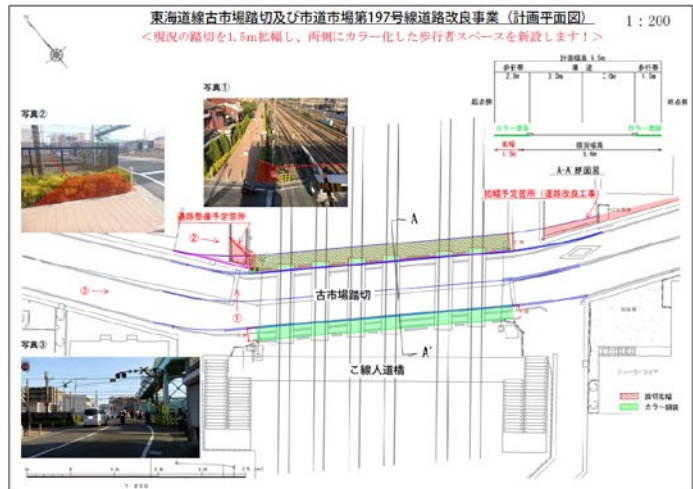 東海道線古市場踏切及び市道市場第197号線道路改良事業（計画平面図）
1：200
＜現況の踏切を1.5m拡幅し、両側にカラー化した歩行者スペースを新設します！＞
計画幅員 9.5m
歩行帯 車道 歩行帯
2.0m 3.0m 3.0m 1.5m
起点側 終点側
カラー塗装 カラー塗装
拡幅 現況幅員
1.5m
A-A'断面図
写真①
写真②
拡幅予定箇所（道路改良工事）
道路整備予定箇所
A
②
②
①
古市場踏切
A'
こ線人道橋
写真③
踏切拡幅
カラー舗装
1：200